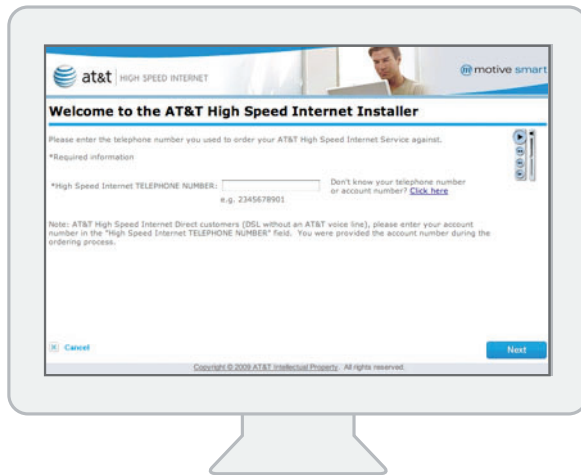 at&t HIGH SPEED INTERNET
motive smart
Welcome to the AT&T High Speed Internet Installer
Please enter the telephone number you used to order your AT&T High Speed Internet Service against.
*Required information
*High Speed Internet TELEPHONE NUMBER:
e.g. 2345678901
Don't know your telephone number
or account number? Click here
Note: AT&T High Speed Internet Direct customers (DSL without an AT&T voice line), please enter your account
number in the "High Speed Internet TELEPHONE NUMBER" field. You were provided the account number during the
ordering process.
Cancel
Next
Copyright © 2009 AT&T Intellectual Property. All rights reserved.